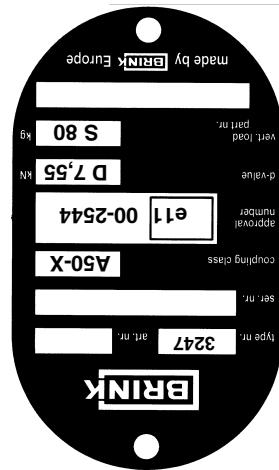 BRINK
type nr. 3247 art. nr.
ser. nr.
coupling class A50-X
approval number e11 00-2544
d-value D 7,55 kN
vert. load S 80 kg
part nr.
made by BRINK Europe